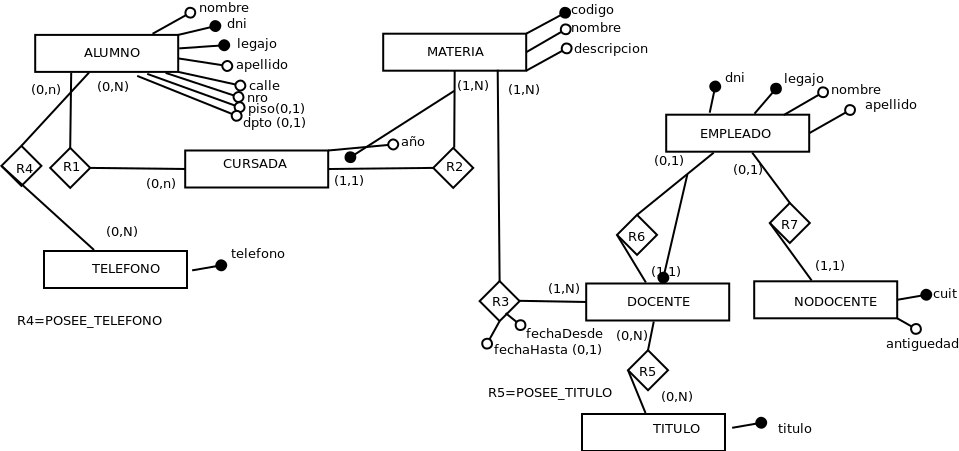 nombre
dni
legajo
apellido
calle
nro
piso(0,1)
dpto (0,1)
ALUMNO
(0,n)
(0,N)
codigo
nombre
descripcion
MATERIA
(1,N)
(1,N)
dni
legajo
nombre
apellido
EMPLEADO
(0,1)
(0,1)
R4
R1
(0,n)
CURSADA
año
(1,1)
R2
R6
R7
(0,N)
TELEFONO
telefono
R4=POSEE_TELEFONO
(1,1)
(1,1)
R3
(1,N)
DOCENTE
NODOCENTE
cuit
antiguedad
fechaDesde
fechaHasta (0,1)
(0,N)
R5
R5=POSEE_TITULO
(0,N)
TITULO
titulo